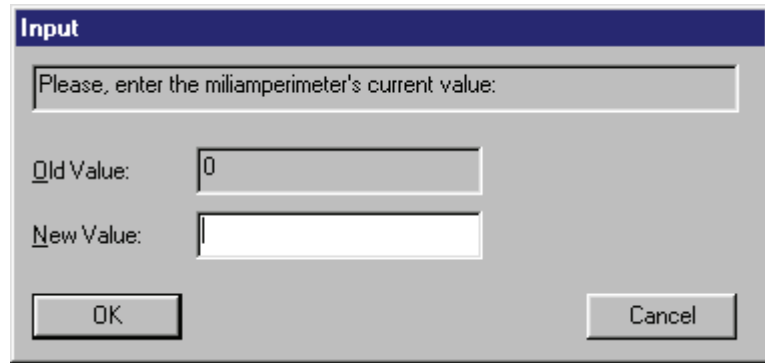 Input
Please, enter the miliamperimeter's current value:
Old Value: 0
New Value:
OK Cancel